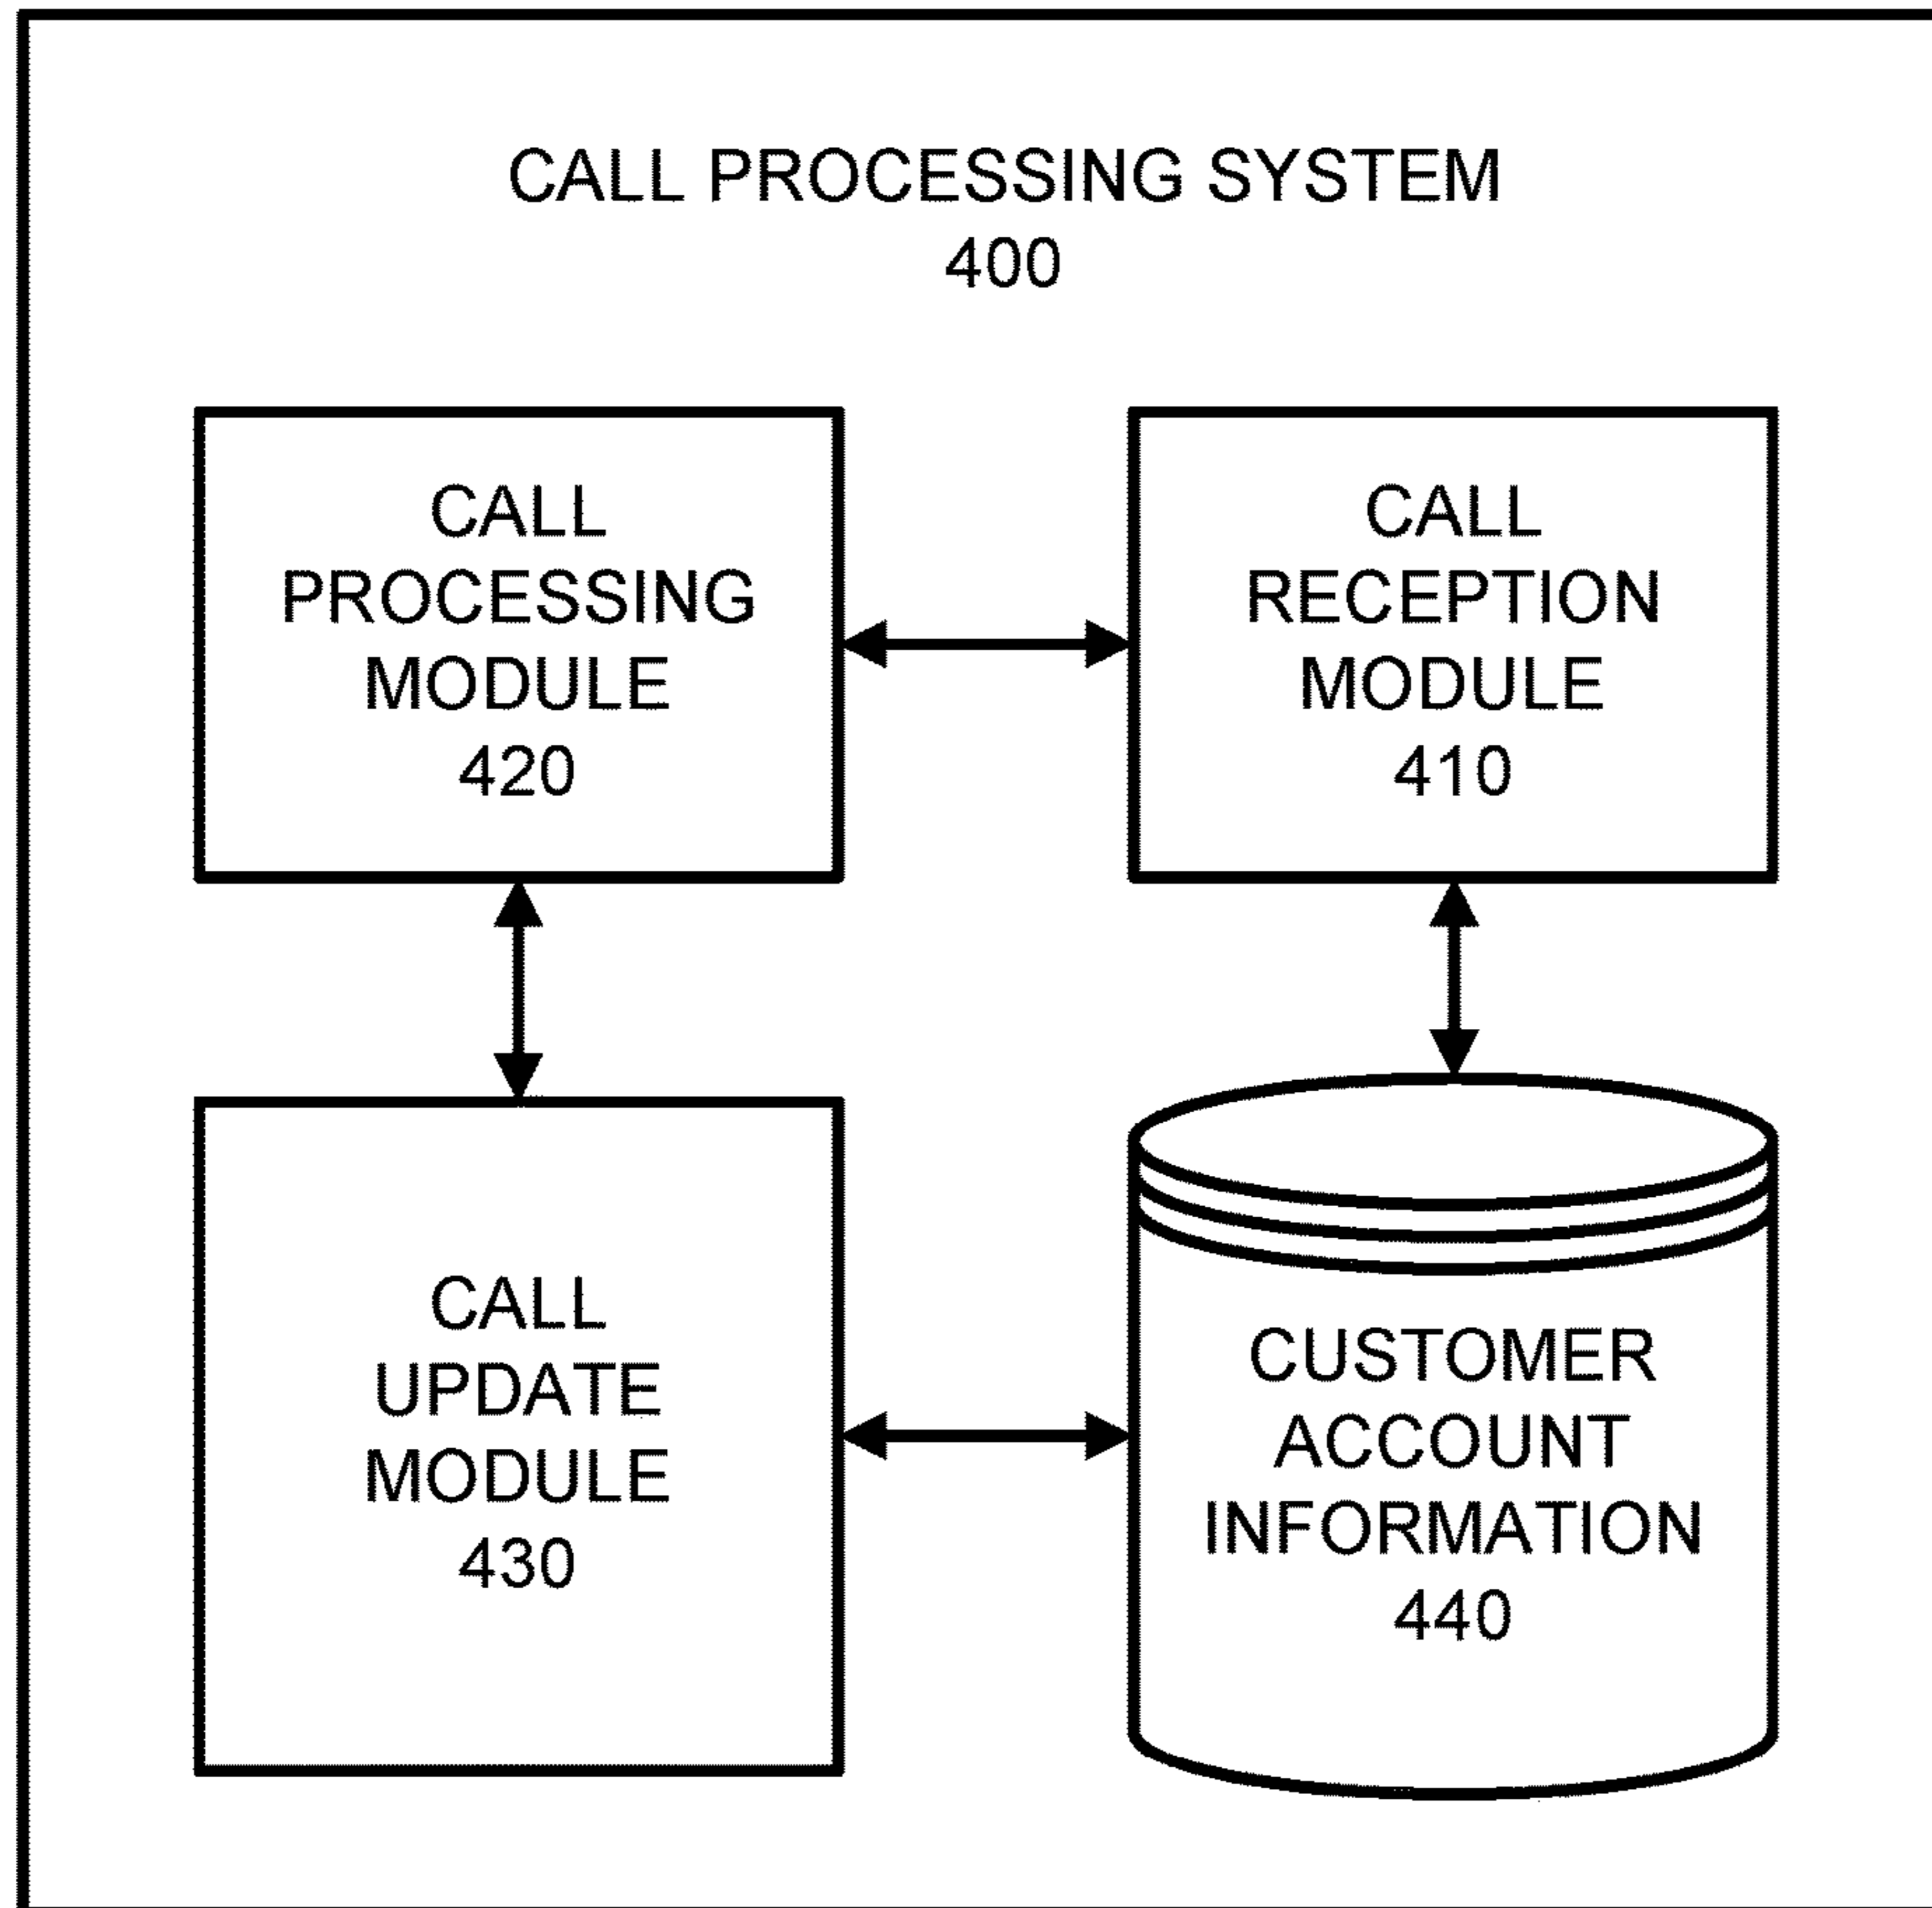 CALL PROCESSING SYSTEM
400
CALL
PROCESSING
MODULE
420
CALL
RECEPTION
MODULE
410
CALL
UPDATE
MODULE
430
CUSTOMER
ACCOUNT
INFORMATION
440